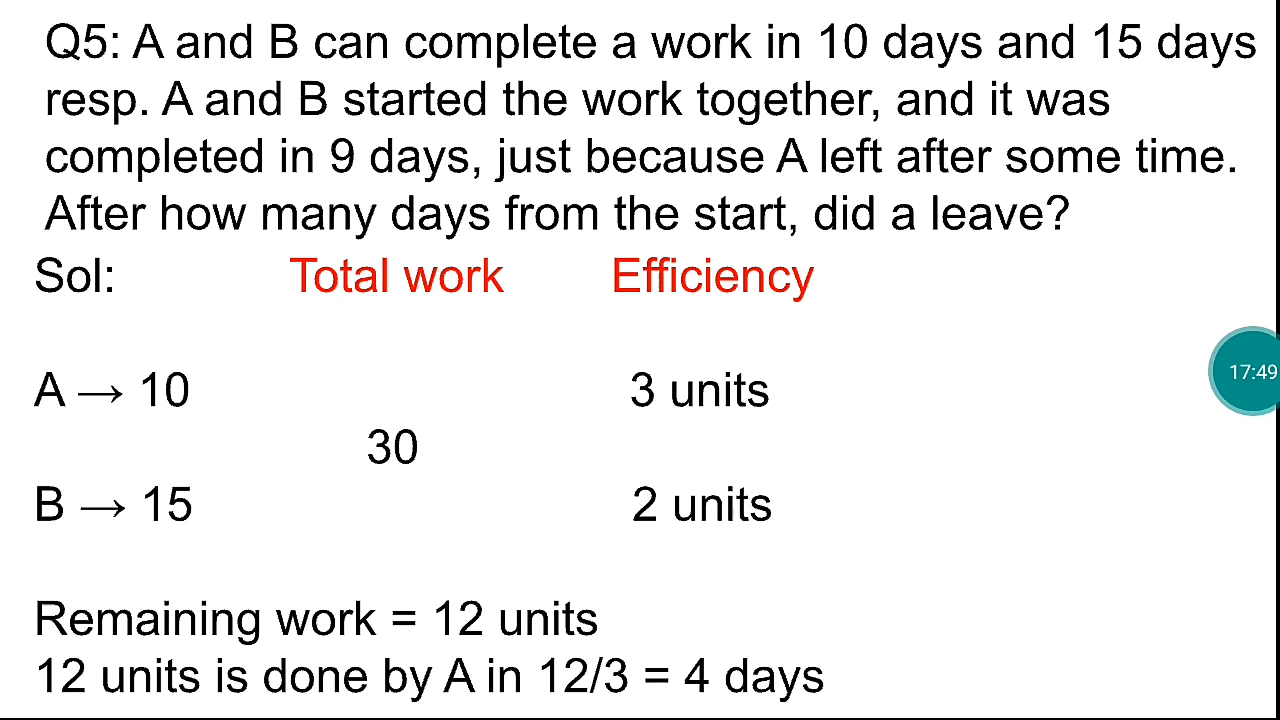 Q5: A and B can complete a work in 10 days and 15 days
resp. A and B started the work together, and it was
completed in 9 days, just because A left after some time.
After how many days from the start, did a leave?
Sol: Total work Efficiency
A → 10 3 units
30
B → 15 2 units
17:49
Remaining work = 12 units
12 units is done by A in 12/3 = 4 days